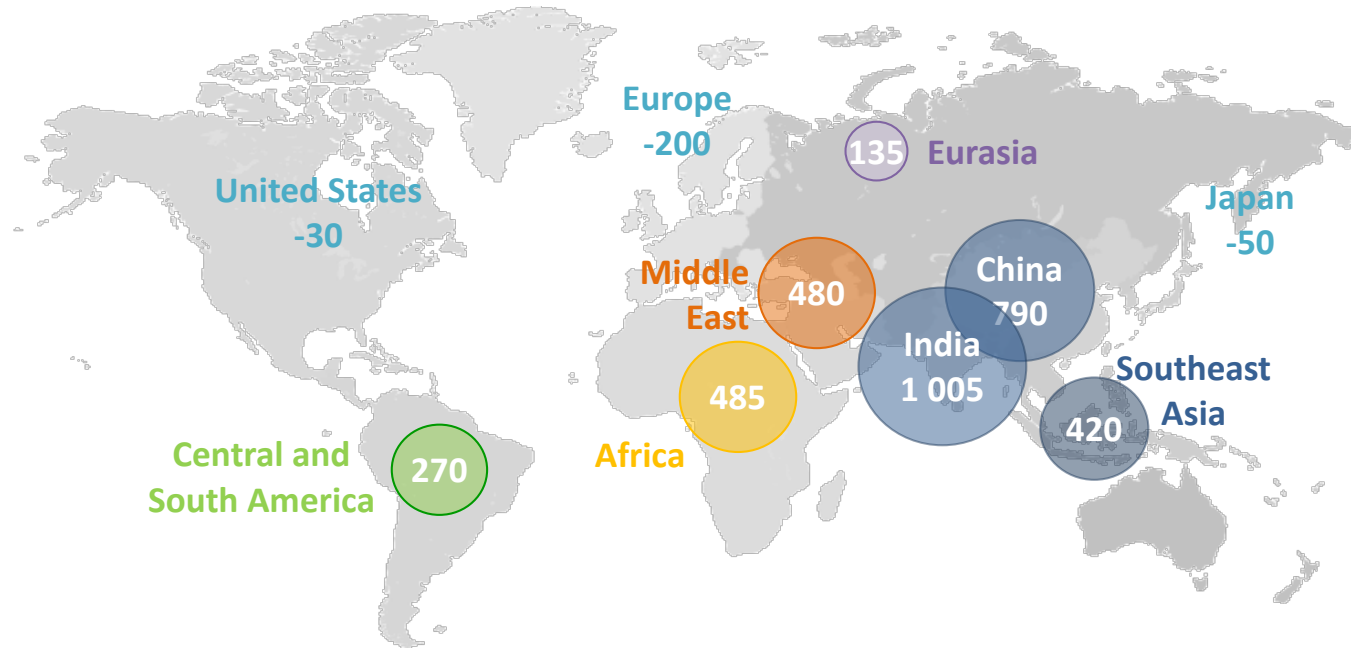 Europe
-200
135
Eurasia
United States
-30
Japan
-50
Middle
East
480
China
790
India
1 005
Southeast
Asia
420
485
Africa
Central and
South America
270